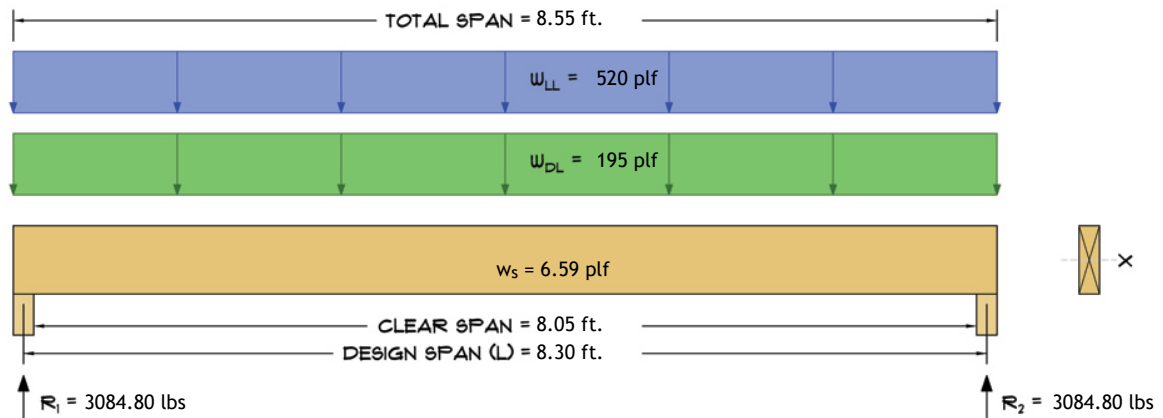 TOTAL SPAN = 8.55 ft.
WLL = 520 plf
WDL = 195 plf
ws = 6.59 plf
X
CLEAR SPAN = 8.05 ft.
DESIGN SPAN (L) = 8.30 ft.
R1 = 3084.80 lbs
R2 = 3084.80 lbs